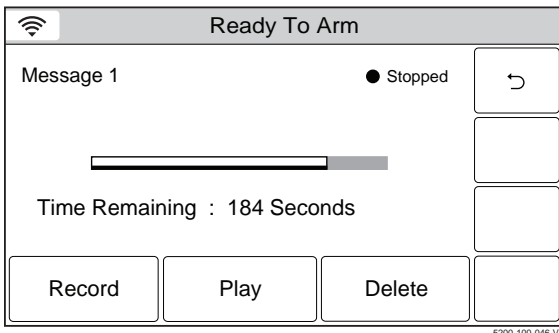 Ready To Arm
Message 1
Stopped
Time Remaining : 184 Seconds
Record
Play
Delete